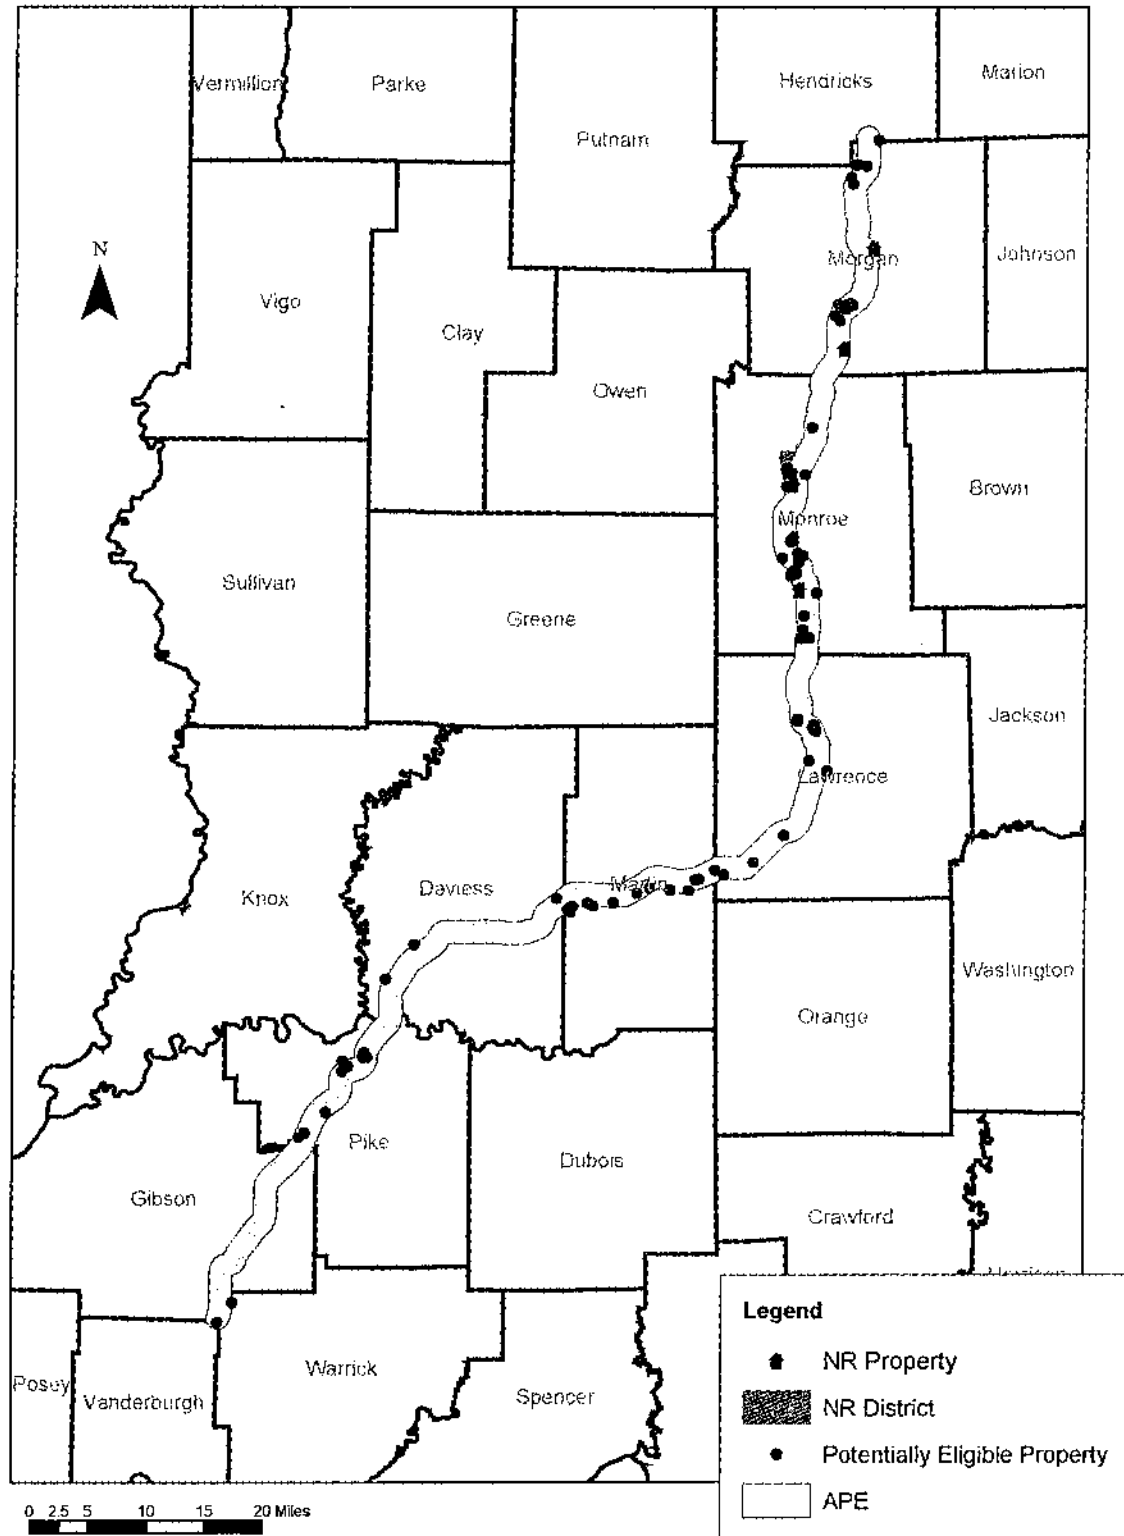 Vermillion
Parke
Hendricks
Marion
Putnam
N
Morgan
Johnson
Vigo
Clay
Owen
Brown
Monroe
Sullivan
Greene
Jackson
Lawrence
Martin
Daviess
Knox
Washington
Orange
Pike
Dubois
Gibson
Crawford
Legend
NR Property
Warrick
Posey
Spencer
Vanderburgh
NR District
Potentially Eligible Property
APE
0 2.5 5 10 15 20 Miles